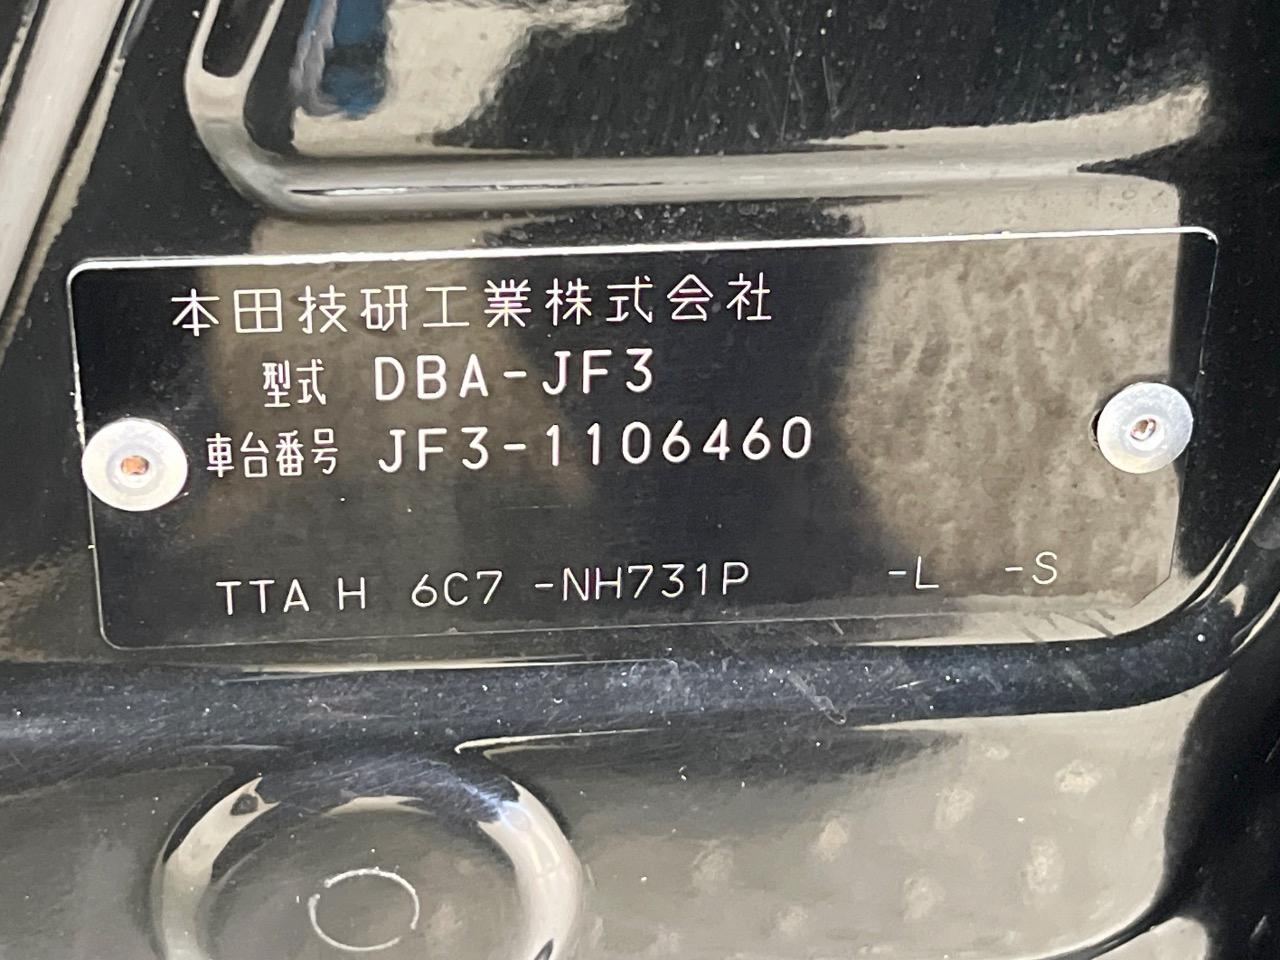 本田技研工業株式会社
型式 DBA-JF3
車台番号 JF3-1106460
TTA H 6C7 -NH731P -L -S